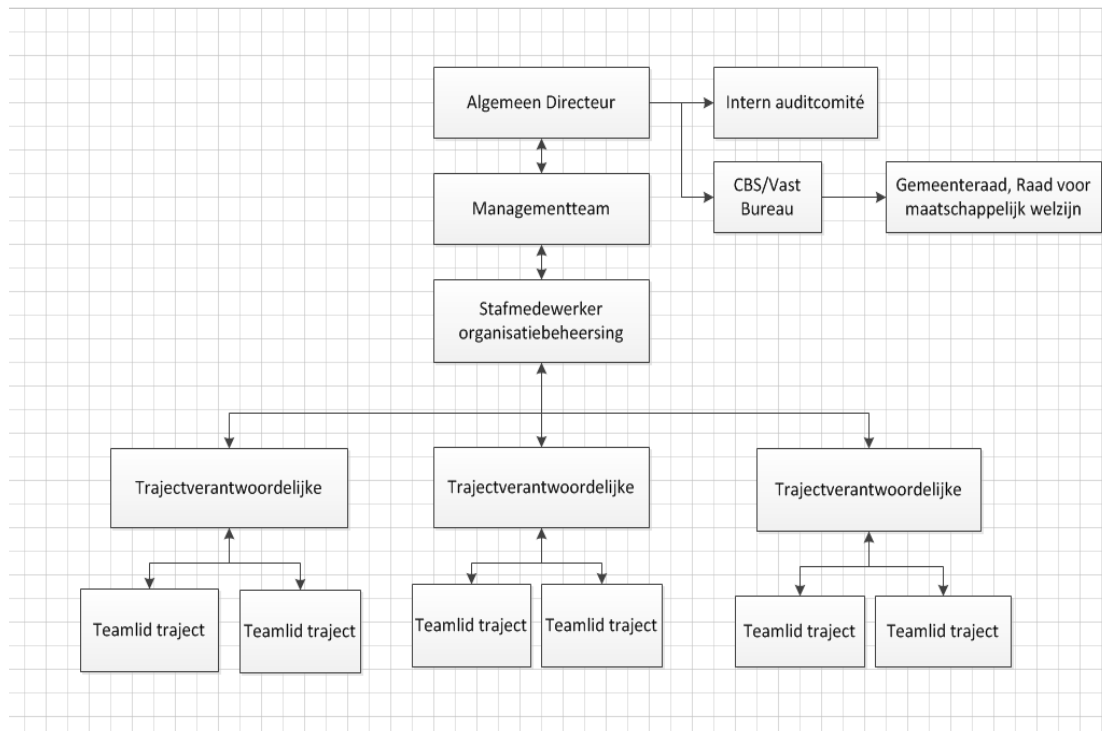 Algemeen Directeur
Intern auditcomité
Managementteam
CBS/Vast
Bureau
Gemeenteraad, Raad voor
maatschappelijk welzijn
Stafmedewerker
organisatiebeheersing
Trajectverantwoordelijke
Trajectverantwoordelijke
Trajectverantwoordelijke
Teamlid traject
Teamlid traject
Teamlid traject
Teamlid traject
Teamlid traject
Teamlid traject